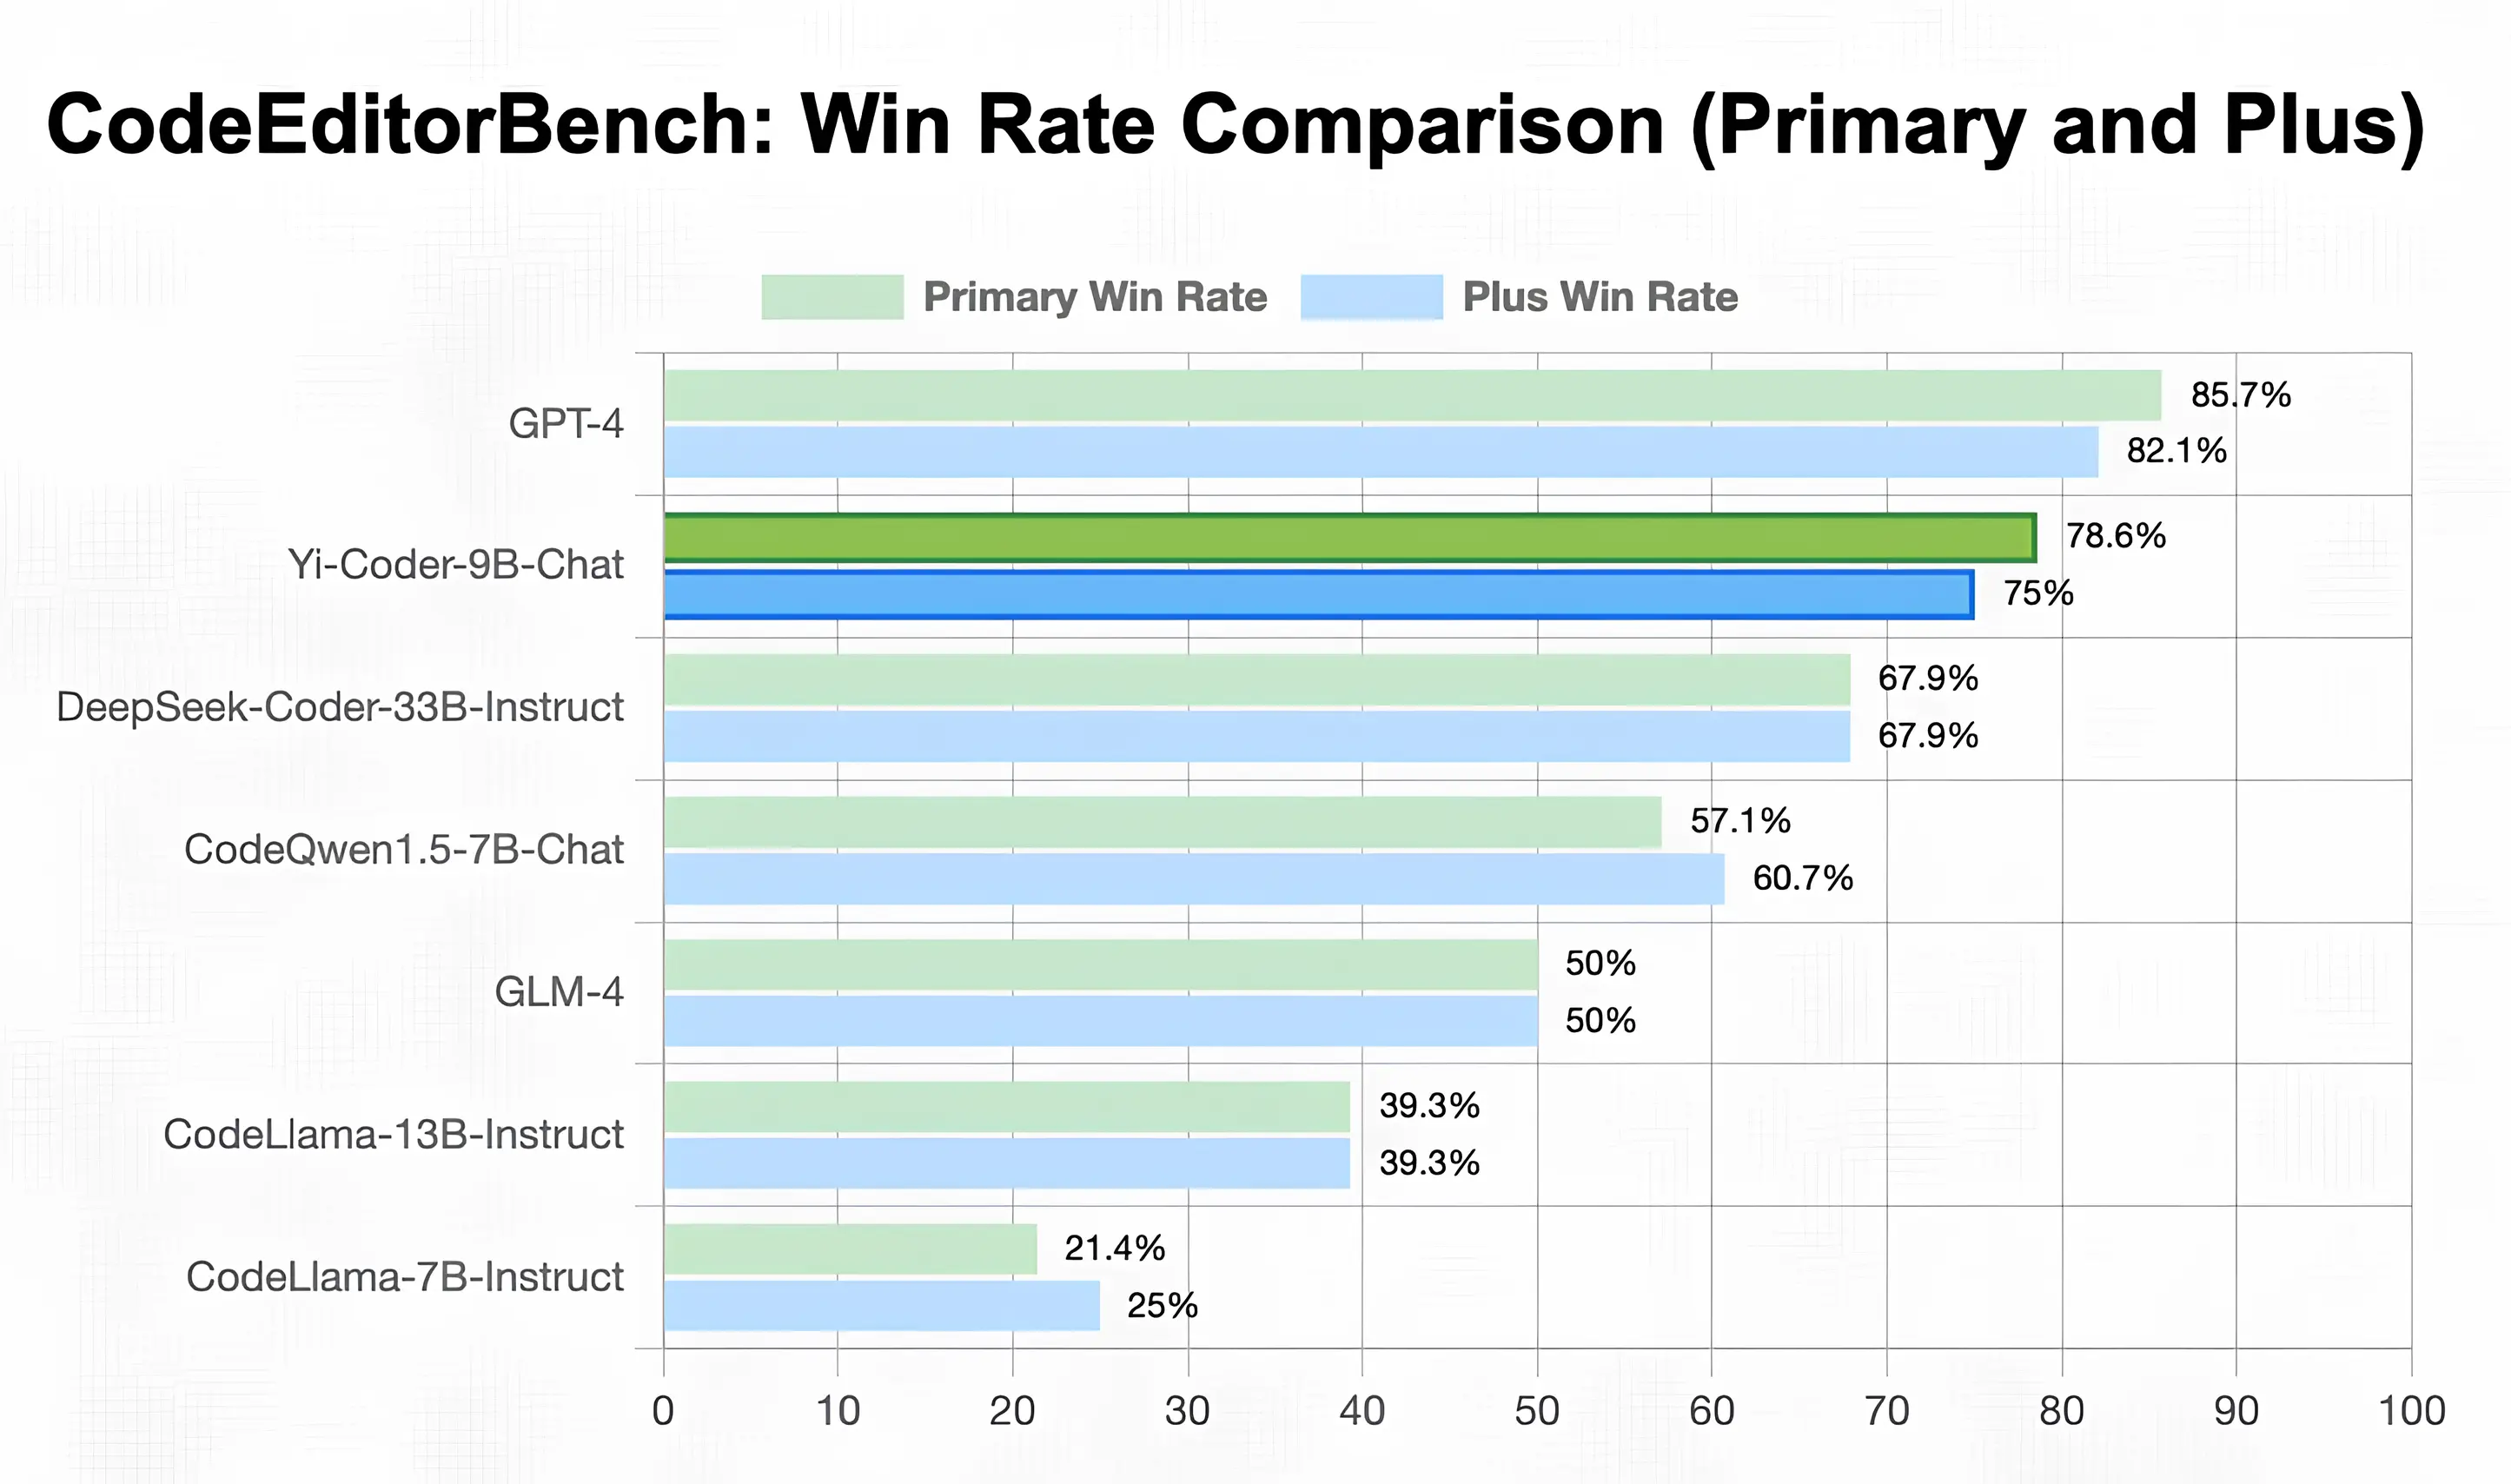 CodeEditorBench: Win Rate Comparison (Primary and Plus)
Primary Win Rate Plus Win Rate
GPT-4 85.7%
82.1%
Yi-Coder-9B-Chat 78.6%
75%
DeepSeek-Coder-33B-Instruct 67.9%
67.9%
CodeQwen1.5-7B-Chat 57.1%
60.7%
GLM-4 50%
50%
CodeLlama-13B-Instruct 39.3%
39.3%
CodeLlama-7B-Instruct 21.4%
25%
0 10 20 30 40 50 60 70 80 90 100